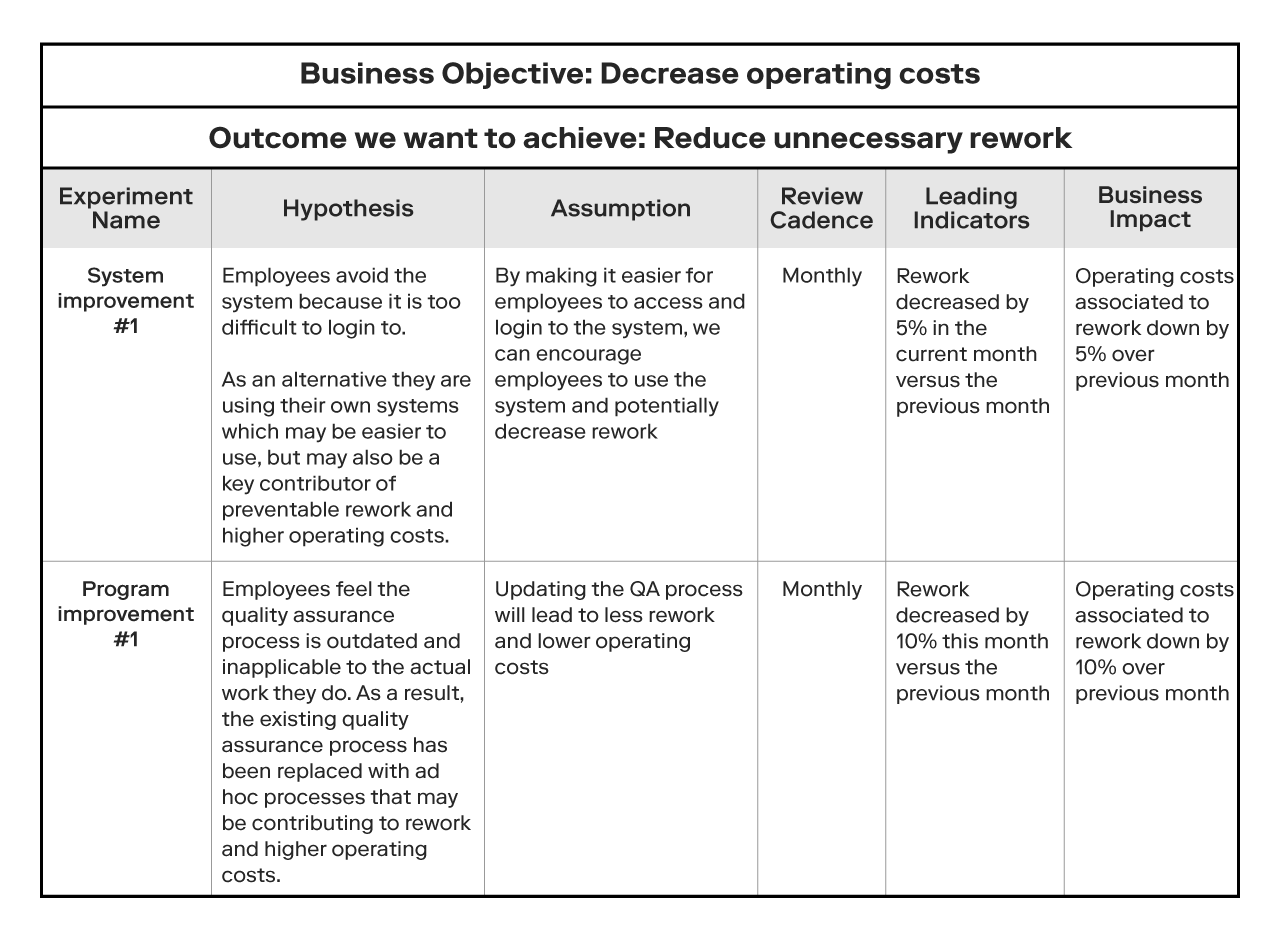 Business Objective: Decrease operating costs
Outcome we want to achieve: Reduce unnecessary rework
Experiment
Name
Hypothesis
Assumption
Review
Cadence
Leading
Indicators
Business
Impact
System
improvement
#1
Employees avoid the
system because it is too
difficult to login to.
As an alternative they are
using their own systems
which may be easier to
use, but may also be a
key contributor of
preventable rework and
higher operating costs.
By making it easier for
employees to access and
login to the system, we
can encourage
employees to use the
system and potentially
decrease rework
Monthly
Rework
decreased by
5% in the
current month
versus the
previous month
Operating costs
associated to
rework down by
5% over
previous month
Program
improvement
#1
Employees feel the
quality assurance
process is outdated and
inapplicable to the actual
work they do. As a result,
the existing quality
assurance process has
been replaced with ad
hoc processes that may
be contributing to rework
and higher operating
costs.
Updating the QA process
will lead to less rework
and lower operating
costs
Monthly
Rework
decreased by
10% this month
versus the
previous month
Operating costs
associated to
rework down by
10% over
previous month